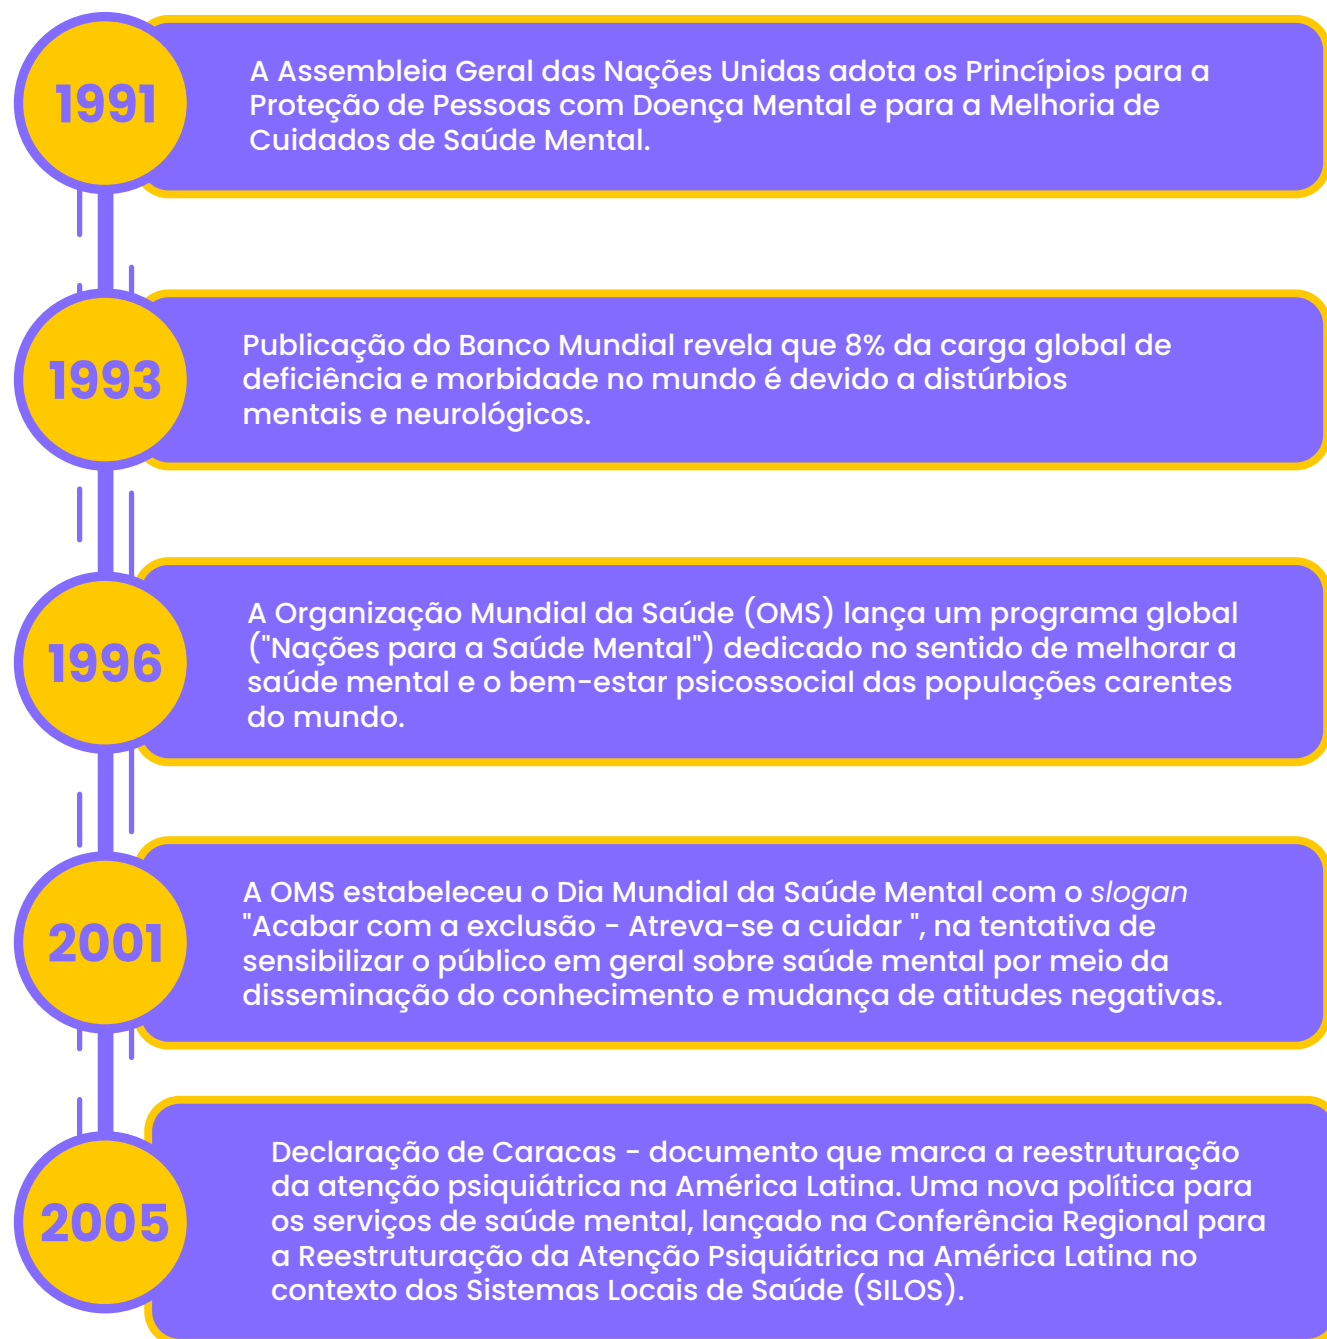 1991
A Assembleia Geral das Nações Unidas adota os Princípios para a
Proteção de Pessoas com Doença Mental e para a Melhoria de
Cuidados de Saúde Mental.
1993
Publicação do Banco Mundial revela que 8% da carga global de
deficiência e morbidade no mundo é devido a distúrbios
mentais e neurológicos.
1996
A Organização Mundial da Saúde (OMS) lança um programa global
("Nações para a Saúde Mental") dedicado no sentido de melhorar a
saúde mental e o bem-estar psicossocial das populações carentes
do mundo.
2001
A OMS estabeleceu o Dia Mundial da Saúde Mental com o slogan
"Acabar com a exclusão - Atreva-se a cuidar ", na tentativa de
sensibilizar o público em geral sobre saúde mental por meio da
disseminação do conhecimento e mudança de atitudes negativas.
2005
Declaração de Caracas - documento que marca a reestruturação
da atenção psiquiátrica na América Latina. Uma nova política para
os serviços de saúde mental, lançado na Conferência Regional para
a Reestruturação da Atenção Psiquiátrica na América Latina no
contexto dos Sistemas Locais de Saúde (SILOS).